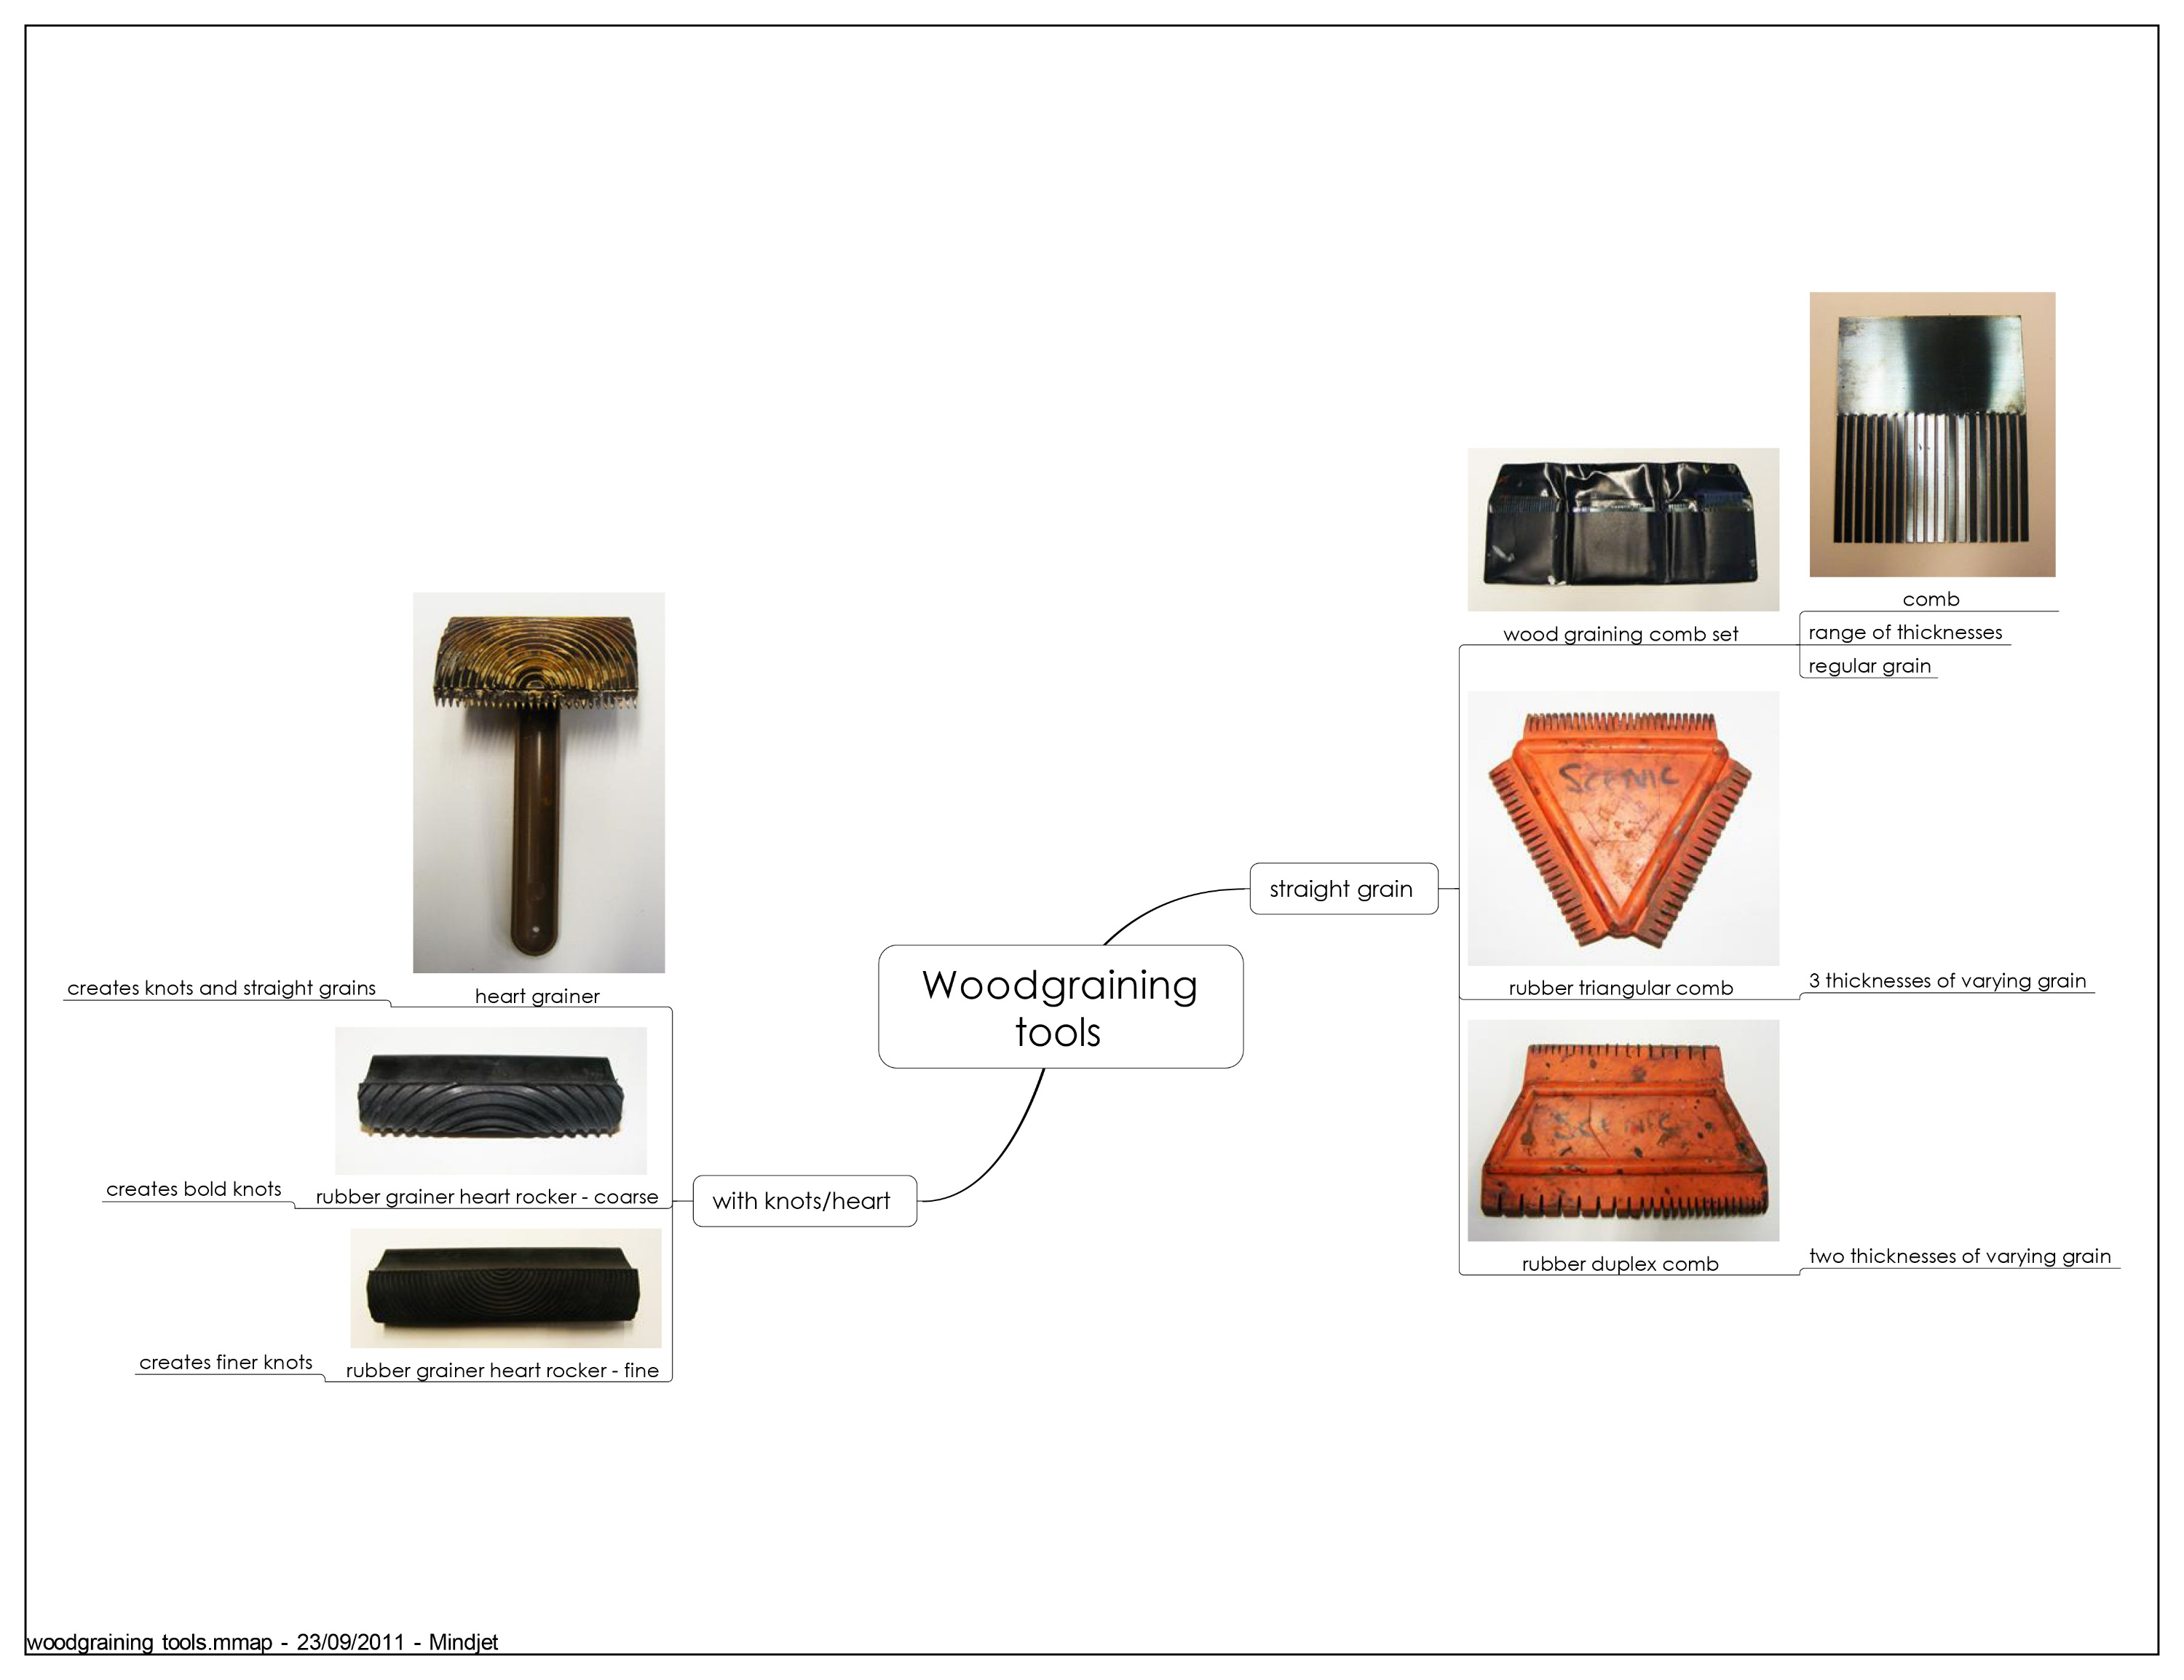 Woodgraining
tools
straight grain
wood graining comb set
comb
range of thicknesses
regular grain
SCENIC
rubber triangular comb
3 thicknesses of varying grain
SCENIC
rubber duplex comb
two thicknesses of varying grain
with knots/heart
heart grainer
creates knots and straight grains
rubber grainer heart rocker - coarse
creates bold knots
rubber grainer heart rocker - fine
creates finer knots
woodgraining tools.mmap - 23/09/2011 - Mindjet